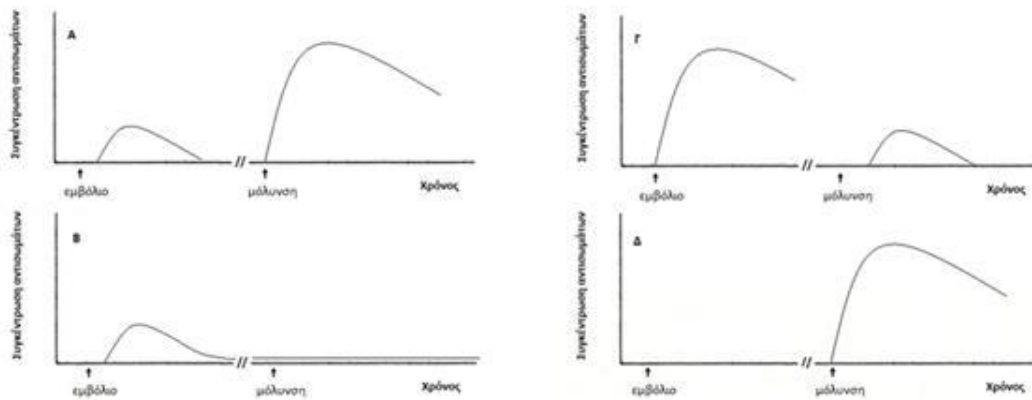 Συγκέντρωση αντισωμάτων
A
//
εμβόλιο
μόλυνση
Χρόνος
Συγκέντρωση αντισωμάτων
Γ
//
εμβόλιο
μόλυνση
Χρόνος
Συγκέντρωση αντισωμάτων
B
//
εμβόλιο
μόλυνση
Χρόνος
Συγκέντρωση αντισωμάτων
Δ
//
εμβόλιο
μόλυνση
Χρόνος